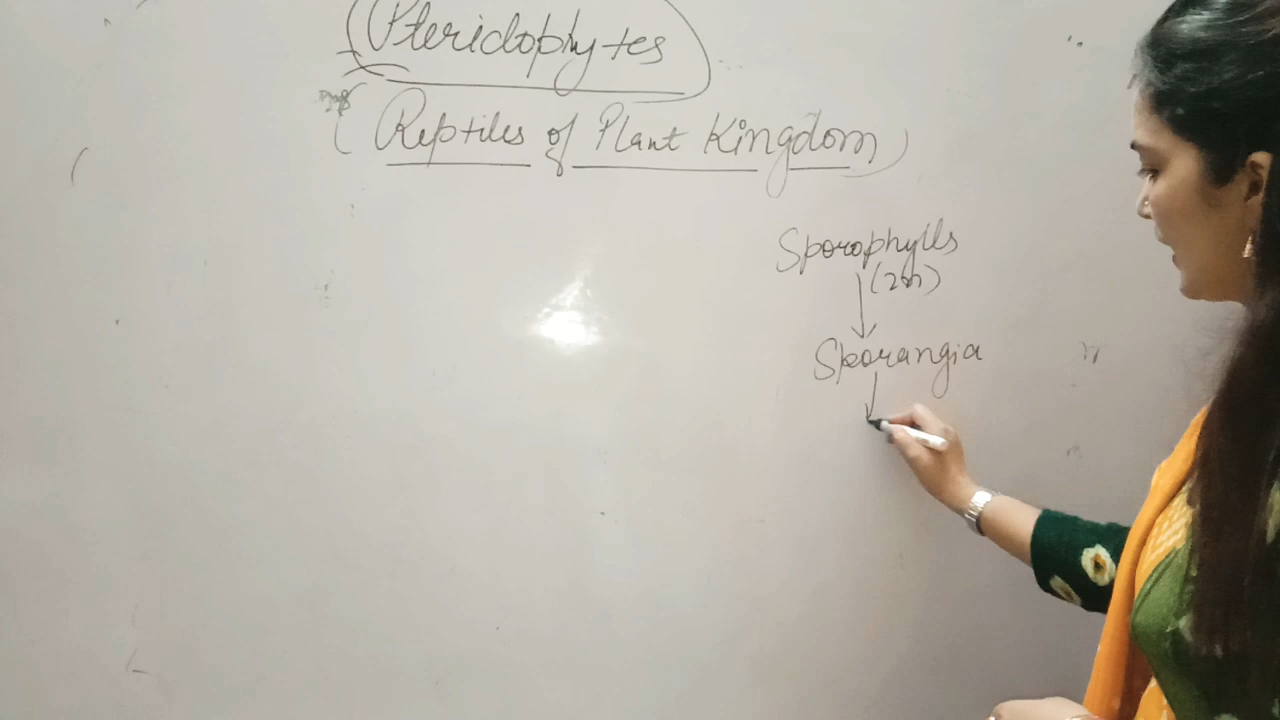 Pteridophytes
(Reptiles of Plant Kingdom)
Sporophylls
(2n)
Sporangia